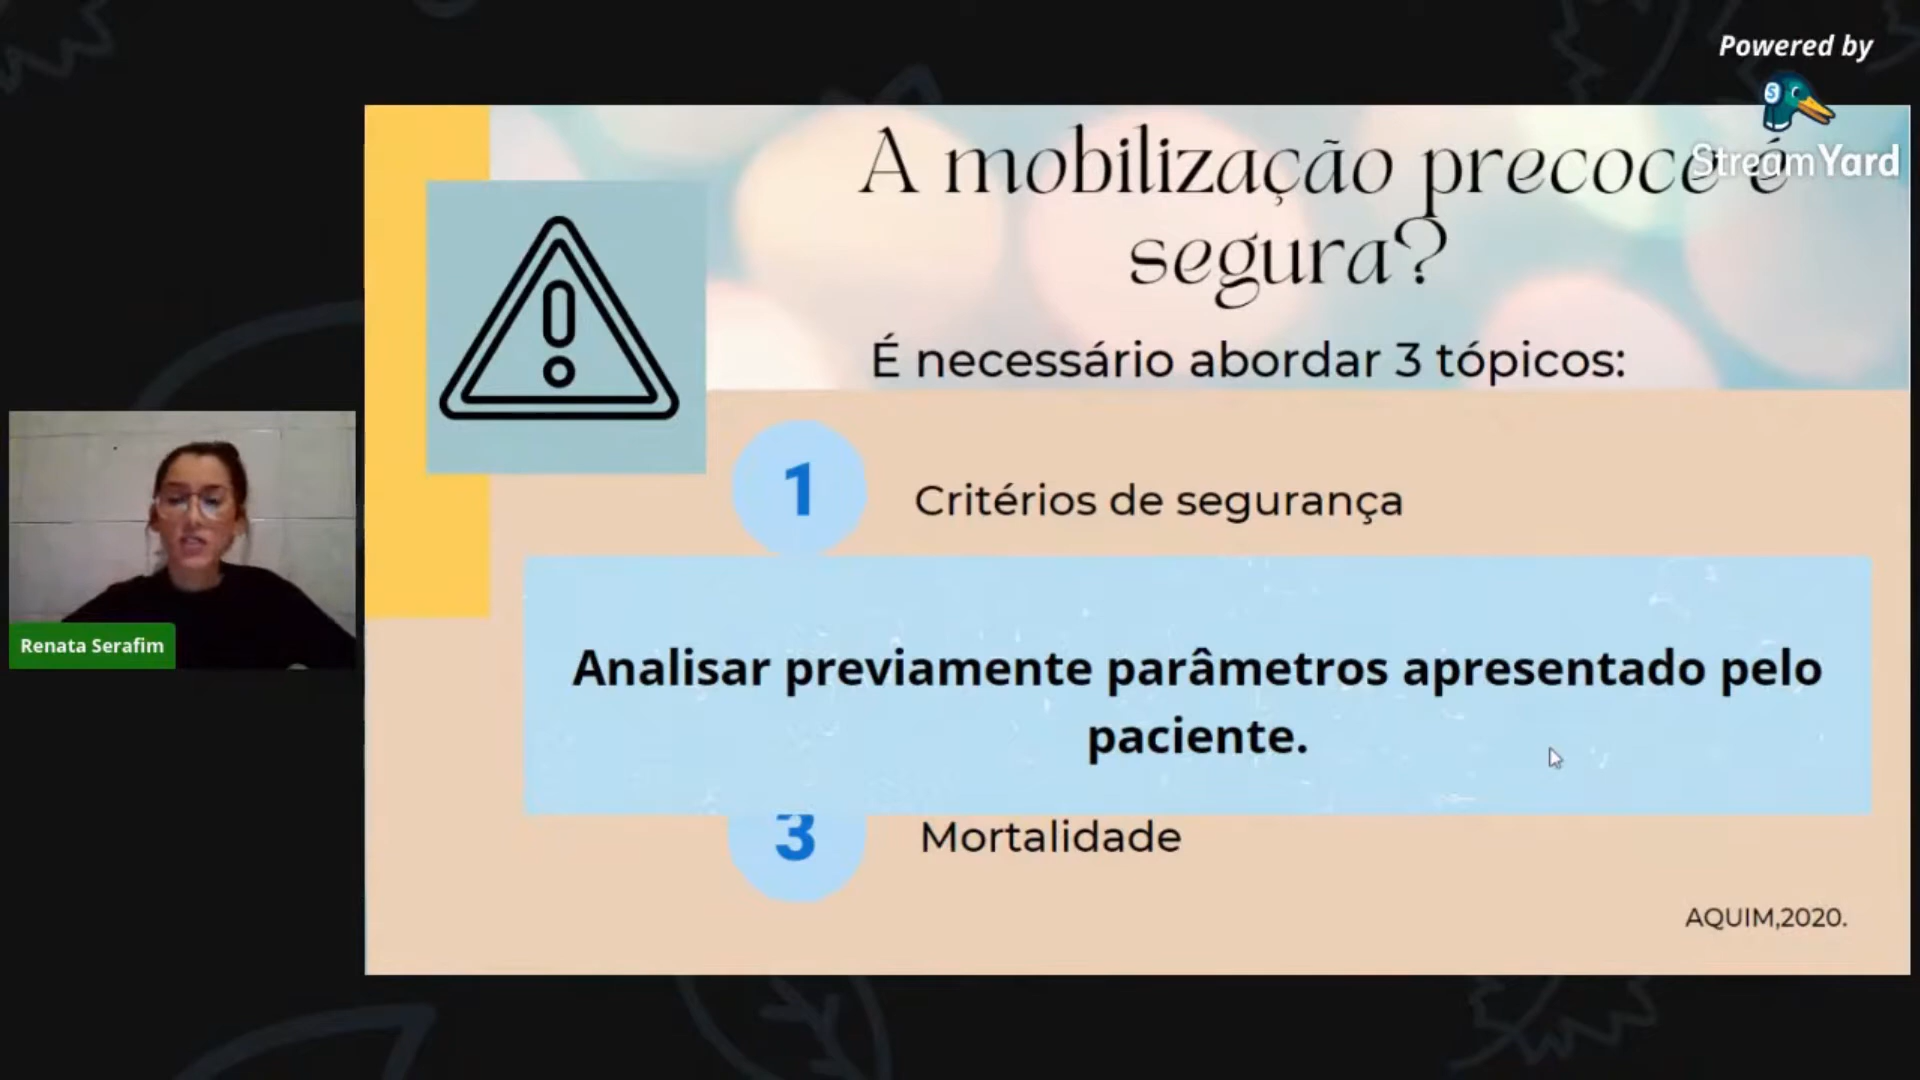 Powered by
StreamYard
A mobilização precoce é
segura?
É necessário abordar 3 tópicos:
1
Critérios de segurança
Analisar previamente parâmetros apresentado pelo
paciente.
3
Mortalidade
AQUIM,2020.
Renata Serafim